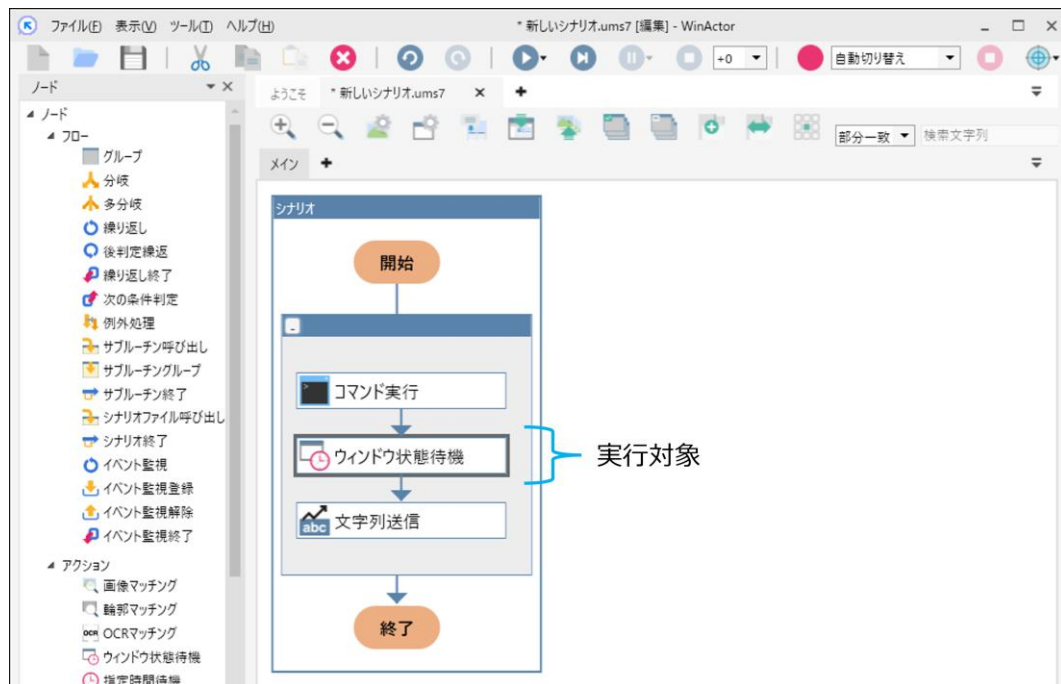 ファイル(F) 表示(V) ツール(T) ヘルプ(H)
* 新しいシナリオ.ums7 [編集] - WinActor
+0
自動切り替え
ノード
ノード
フロー
グループ
分岐
多分岐
繰り返し
後判定繰返
繰り返し終了
次の条件判定
例外処理
サブルーチン呼び出し
サブルーチングループ
サブルーチン終了
シナリオファイル呼び出し
シナリオ終了
イベント監視
イベント監視登録
イベント監視解除
イベント監視終了
アクション
画像マッチング
輪郭マッチング
OCR OCRマッチング
ウィンドウ状態待機
指定時間待機
ようこそ * 新しいシナリオ.ums7
部分一致 検索文字列
メイン
シナリオ
開始
コマンド実行
ウィンドウ状態待機
実行対象
abc 文字列送信
終了